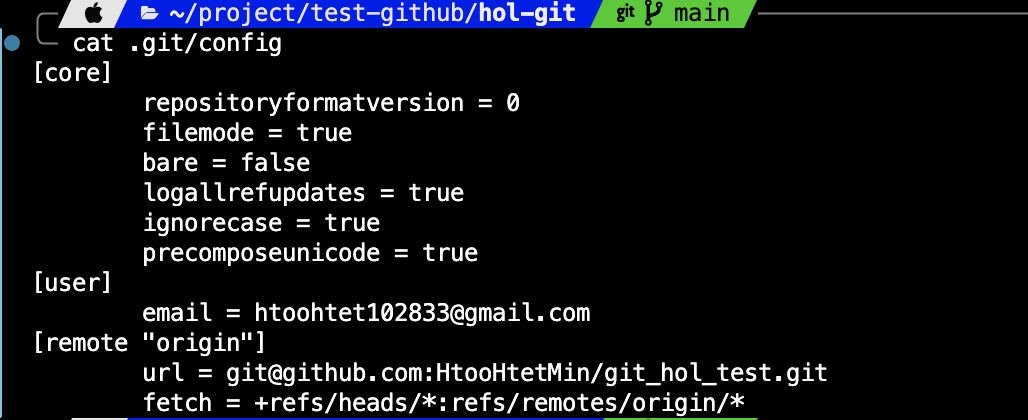 ~/project/test-github/hol-git git main
cat .git/config
[core]
repositoryformatversion = 0
filemode = true
bare = false
logallrefupdates = true
ignorecase = true
precomposeunicode = true
[user]
email = htoohtet102833@gmail.com
[remote "origin"]
url = git@github.com:HtooHtetMin/git_hol_test.git
fetch = +refs/heads/*:refs/remotes/origin/*